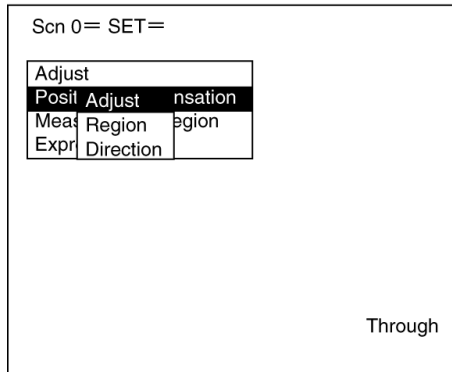 Scn 0= SET=
Adjust
Posit Adjust nsation
Meas Region egion
Expr Direction
Through